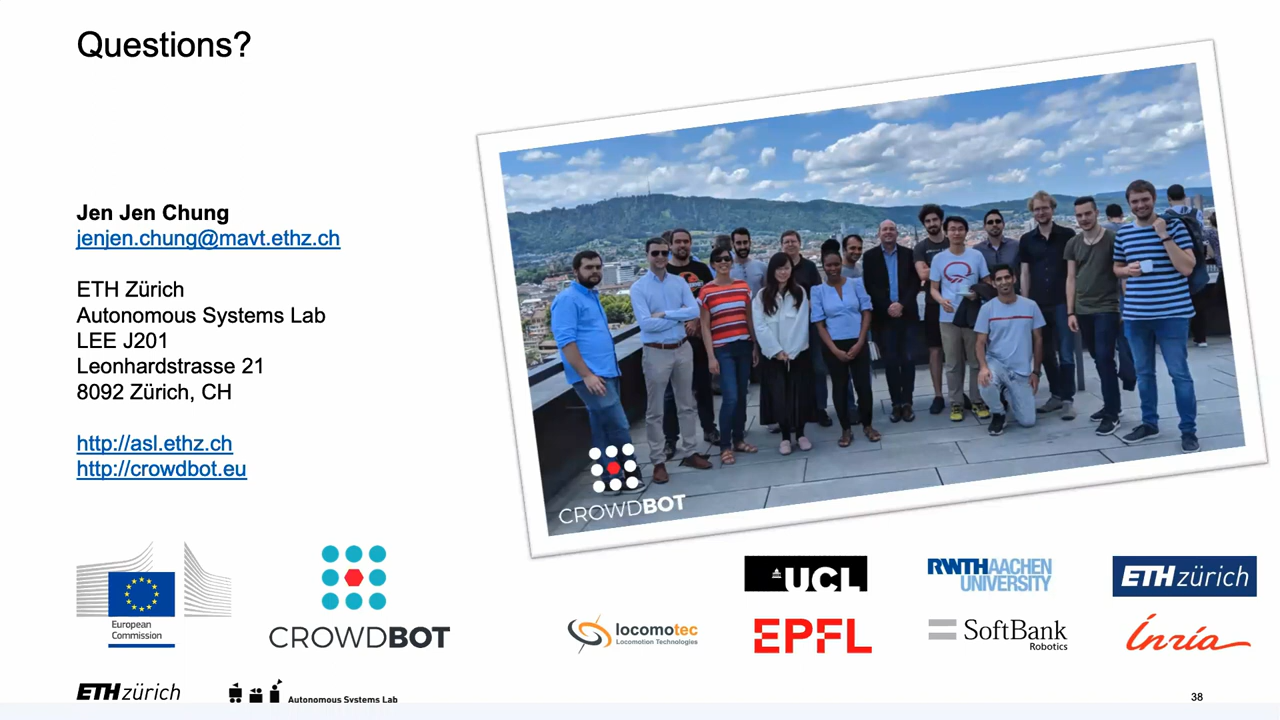 Questions?
Jen Jen Chung
jenjen.chung@mavt.ethz.ch
ETH Zürich
Autonomous Systems Lab
LEE J201
Leonhardstrasse 21
8092 Zürich, CH
http://asl.ethz.ch
http://crowdbot.eu
CROWDBOT
European
Commission
CROWDBOT
UCL
RWTHAACHEN
UNIVERSITY
ETH zürich
locomotec
Locomotion Technologies
EPFL
SoftBank
Robotics
Inria
ETH zürich
Autonomous Systems Lab
38